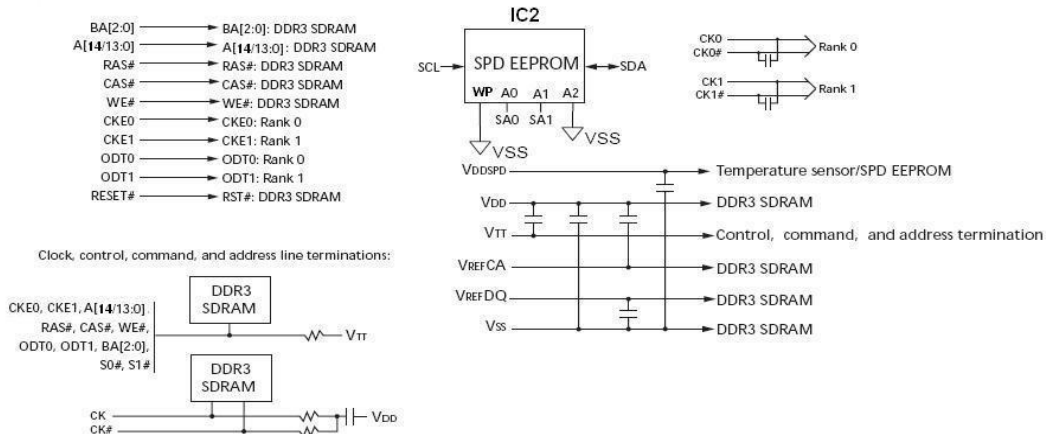 BA[2:0] BA[2:0]: DDR3 SDRAM
A[14/13:0] A[14/13:0]: DDR3 SDRAM
RAS# RAS#: DDR3 SDRAM
CAS# CAS#: DDR3 SDRAM
WE# WE#: DDR3 SDRAM
CKE0 CKE0: Rank 0
CKE1 CKE1: Rank 1
ODT0 ODT0: Rank 0
ODT1 ODT1: Rank 1
RESET# RST#: DDR3 SDRAM
IC2
SCL SPD EEPROM SDA
WP A0 A1 A2
SA0 SA1
VSS
VSS
CK0
CK0#
Rank 0
CK1
CK1#
Rank 1
VDDSPD Temperature sensor/SPD EEPROM
VDD DDR3 SDRAM
VTT Control, command, and address termination
VREFCA DDR3 SDRAM
VREFDQ DDR3 SDRAM
VSS DDR3 SDRAM
Clock, control, command, and address line terminations:
DDR3
SDRAM
CKE0, CKE1, A[14/13:0].
RAS#, CAS#, WE#,
ODT0, ODT1, BA[2:0],
S0#, S1#
VTT
DDR3
SDRAM
CK
CK#
VDD